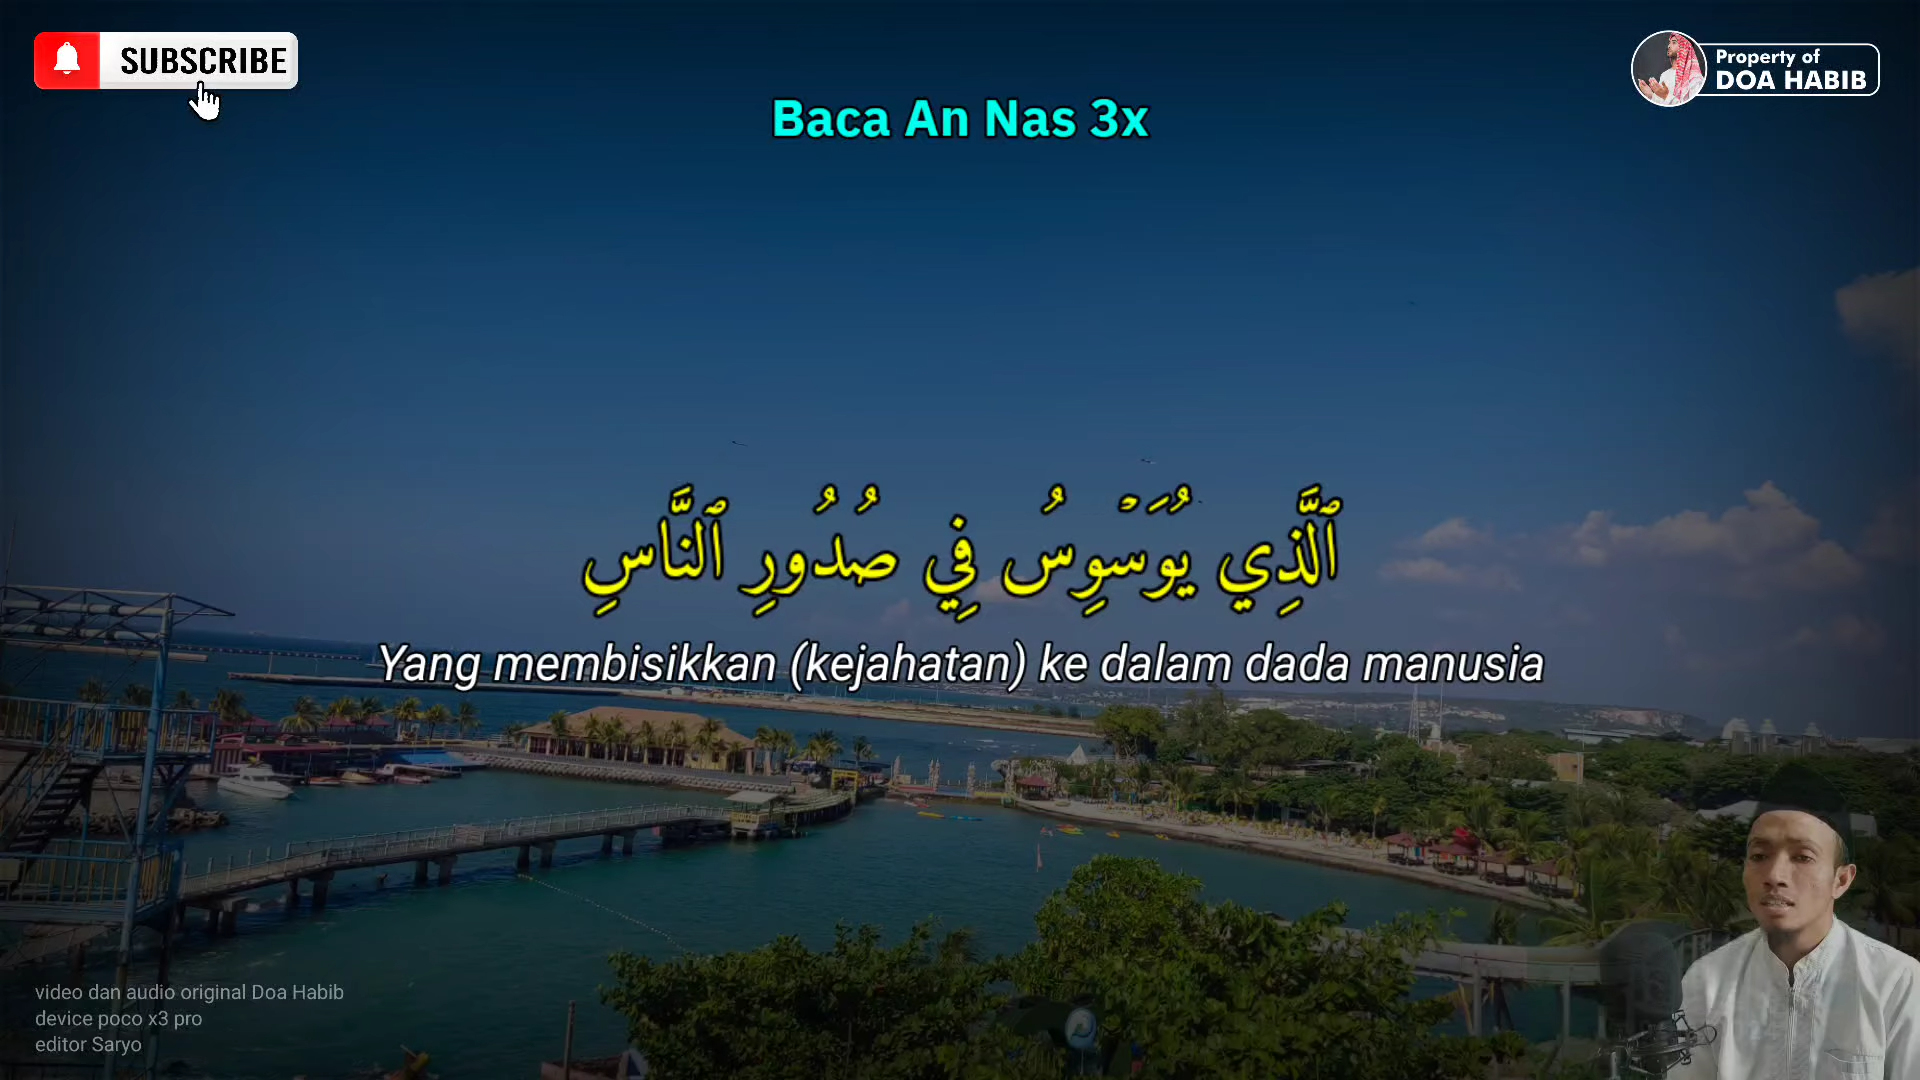 SUBSCRIBE
Property of
DOA HABIB
Baca An Nas 3x
ٱلَّذِي يُوَسْوِسُ فِي صُدُورِ ٱلنَّاسِ
Yang membisikkan (kejahatan) ke dalam dada manusia
video dan audio original Doa Habib
device poco x3 pro
editor Saryo